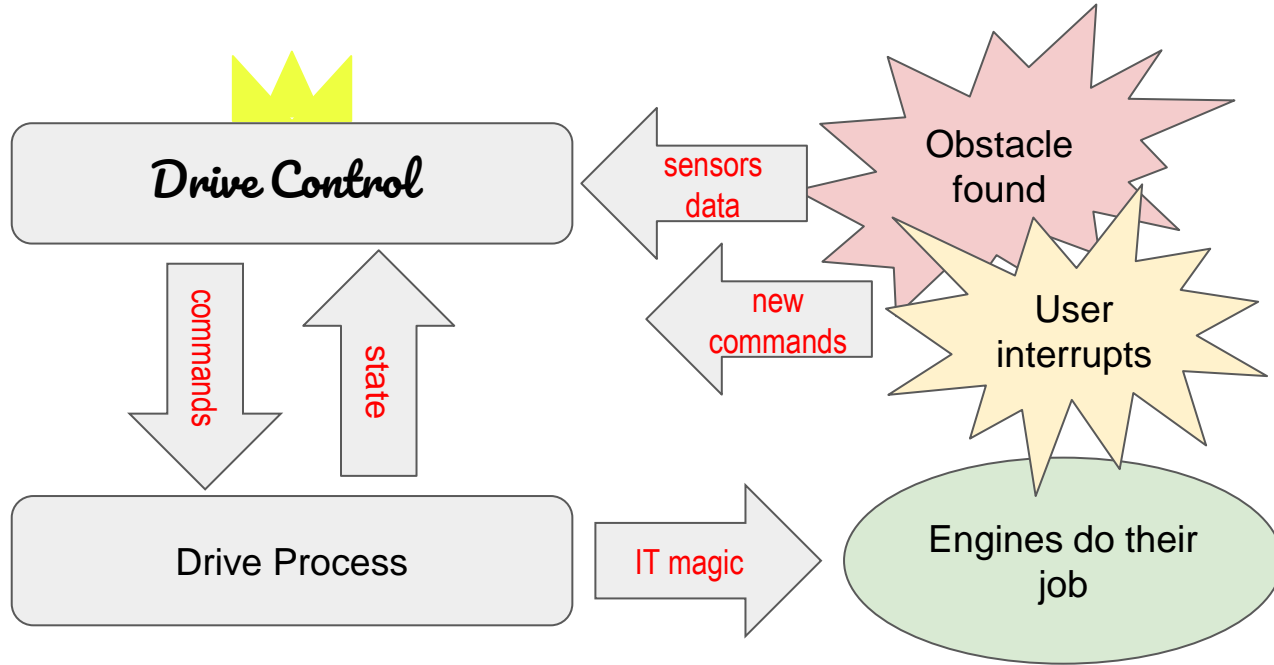 Drive Control
sensors
data
Obstacle
found
commands
state
new
commands
User
interrupts
Drive Process
IT magic
Engines do their
job